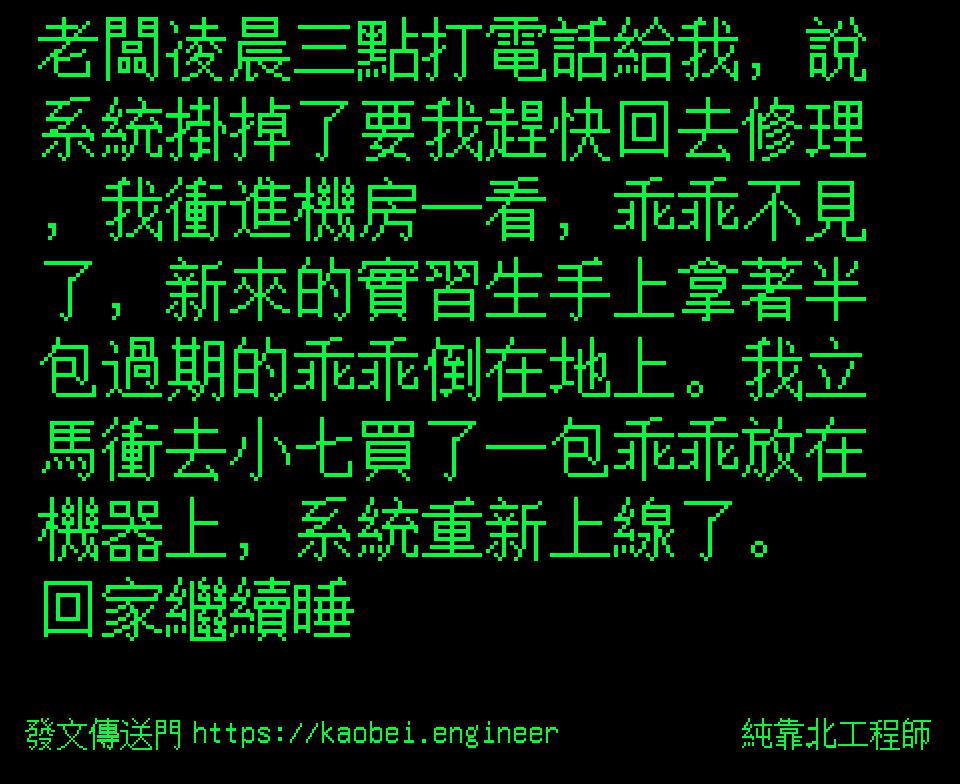 老闆凌晨三點打電話給我，說
系統掛掉了要我趕快回去修理
，我衝進機房一看，乖乖不見
了，新來的實習生手上拿著半
包過期的乖乖倒在地上。我立
馬衝去小七買了一包乖乖放在
機器上，系統重新上線了。
回家繼續睡
發文傳送門 https://kaobei.engineer
純靠北工程師